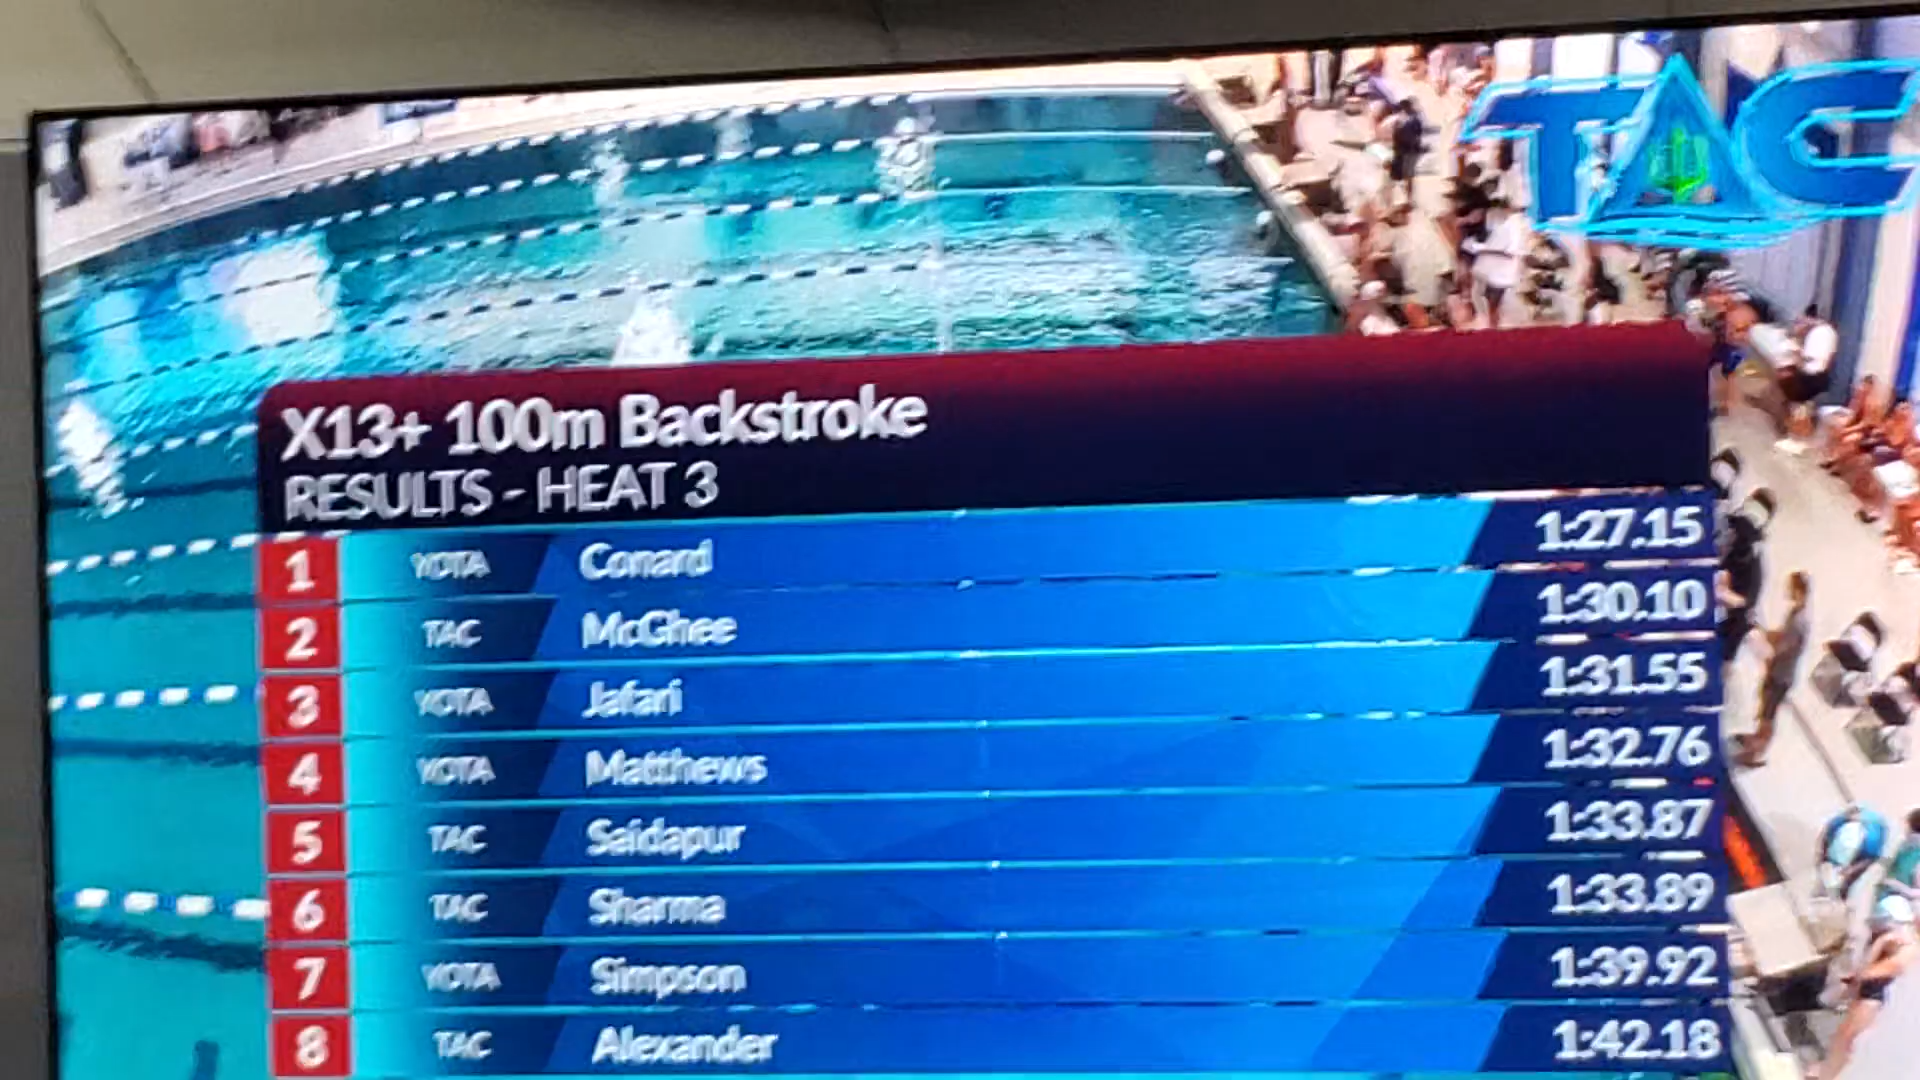 TAC
X13+ 100m Backstroke
RESULTS - HEAT 3
1 YOTA Conard 1:27.15
2 TAC McGhee 1:30.10
3 YOTA Jafari 1:31.55
4 YOTA Matthews 1:32.76
5 TAC Saidapur 1:33.87
6 TAC Sharma 1:33.89
7 YOTA Simpson 1:39.92
8 TAC Alexander 1:42.18